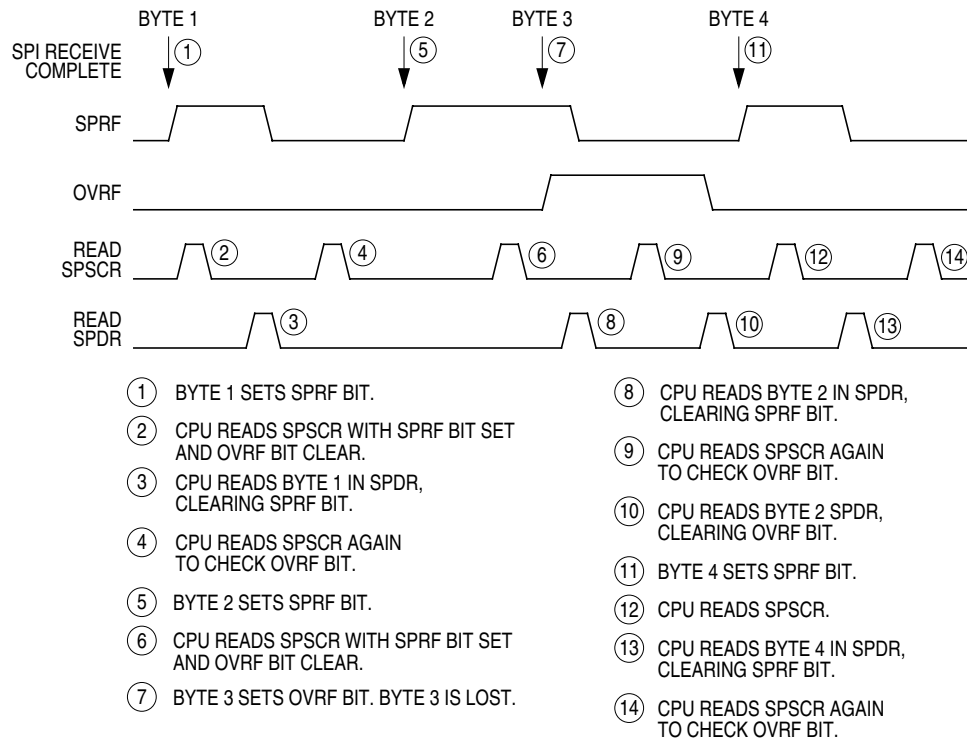 BYTE 1
BYTE 2
BYTE 3
BYTE 4
SPI RECEIVE
COMPLETE
1
5
7
11
SPRF
OVRF
READ
SPSCR
2
4
6
9
12
14
READ
SPDR
3
8
10
13
1 BYTE 1 SETS SPRF BIT.
2 CPU READS SPSCR WITH SPRF BIT SET
AND OVRF BIT CLEAR.
3 CPU READS BYTE 1 IN SPDR,
CLEARING SPRF BIT.
4 CPU READS SPSCR AGAIN
TO CHECK OVRF BIT.
5 BYTE 2 SETS SPRF BIT.
6 CPU READS SPSCR WITH SPRF BIT SET
AND OVRF BIT CLEAR.
7 BYTE 3 SETS OVRF BIT. BYTE 3 IS LOST.
8 CPU READS BYTE 2 IN SPDR,
CLEARING SPRF BIT.
9 CPU READS SPSCR AGAIN
TO CHECK OVRF BIT.
10 CPU READS BYTE 2 SPDR,
CLEARING OVRF BIT.
11 BYTE 4 SETS SPRF BIT.
12 CPU READS SPSCR.
13 CPU READS BYTE 4 IN SPDR,
CLEARING SPRF BIT.
14 CPU READS SPSCR AGAIN
TO CHECK OVRF BIT.